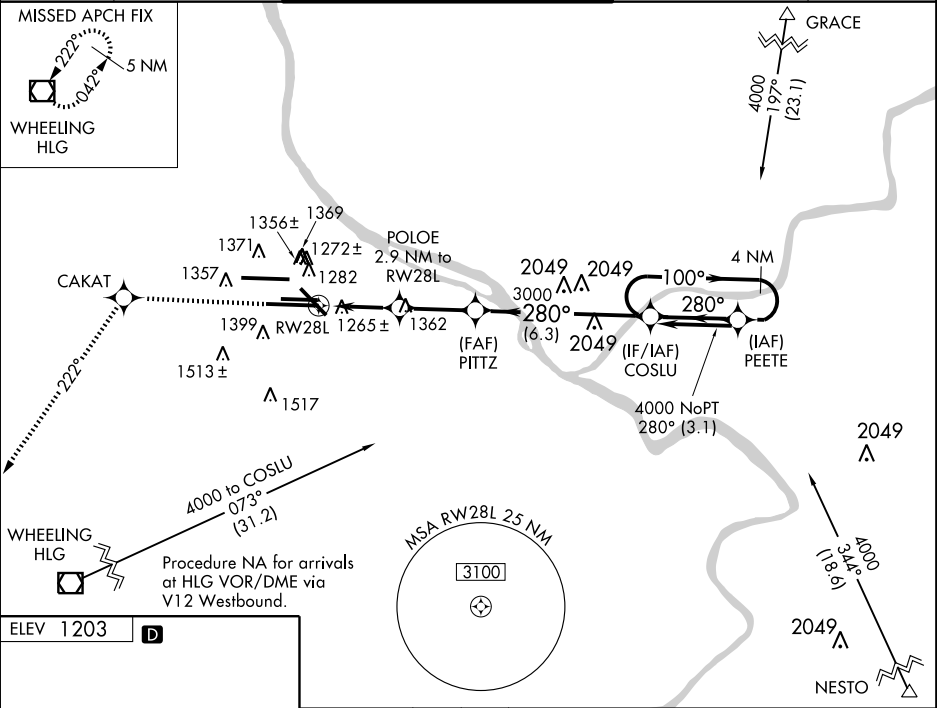 MISSED APCH FIX
222°
042°
5 NM
WHEELING
HLG
GRACE
4000
197°
(23.1)
1356±
1369
1371
1272±
1282
1357
POLOE
2.9 NM to
RW28L
CAKAT
RW28L
1265±
1362
1399
1513±
1517
222°
(FAF)
PITTZ
2049
2049
3000
280°
(6.3)
2049
100°
4 NM
280°
(IF/IAF)
COSLU
(IAF)
PEETE
4000 NoPT
280° (3.1)
2049
4000 to COSLU
073°
(31.2)
WHEELING
HLG
Procedure NA for arrivals
at HLG VOR/DME via
V12 Westbound.
MSA RW28L 25 NM
3100
4000
344°
(18.6)
2049
NESTO
ELEV 1203
D